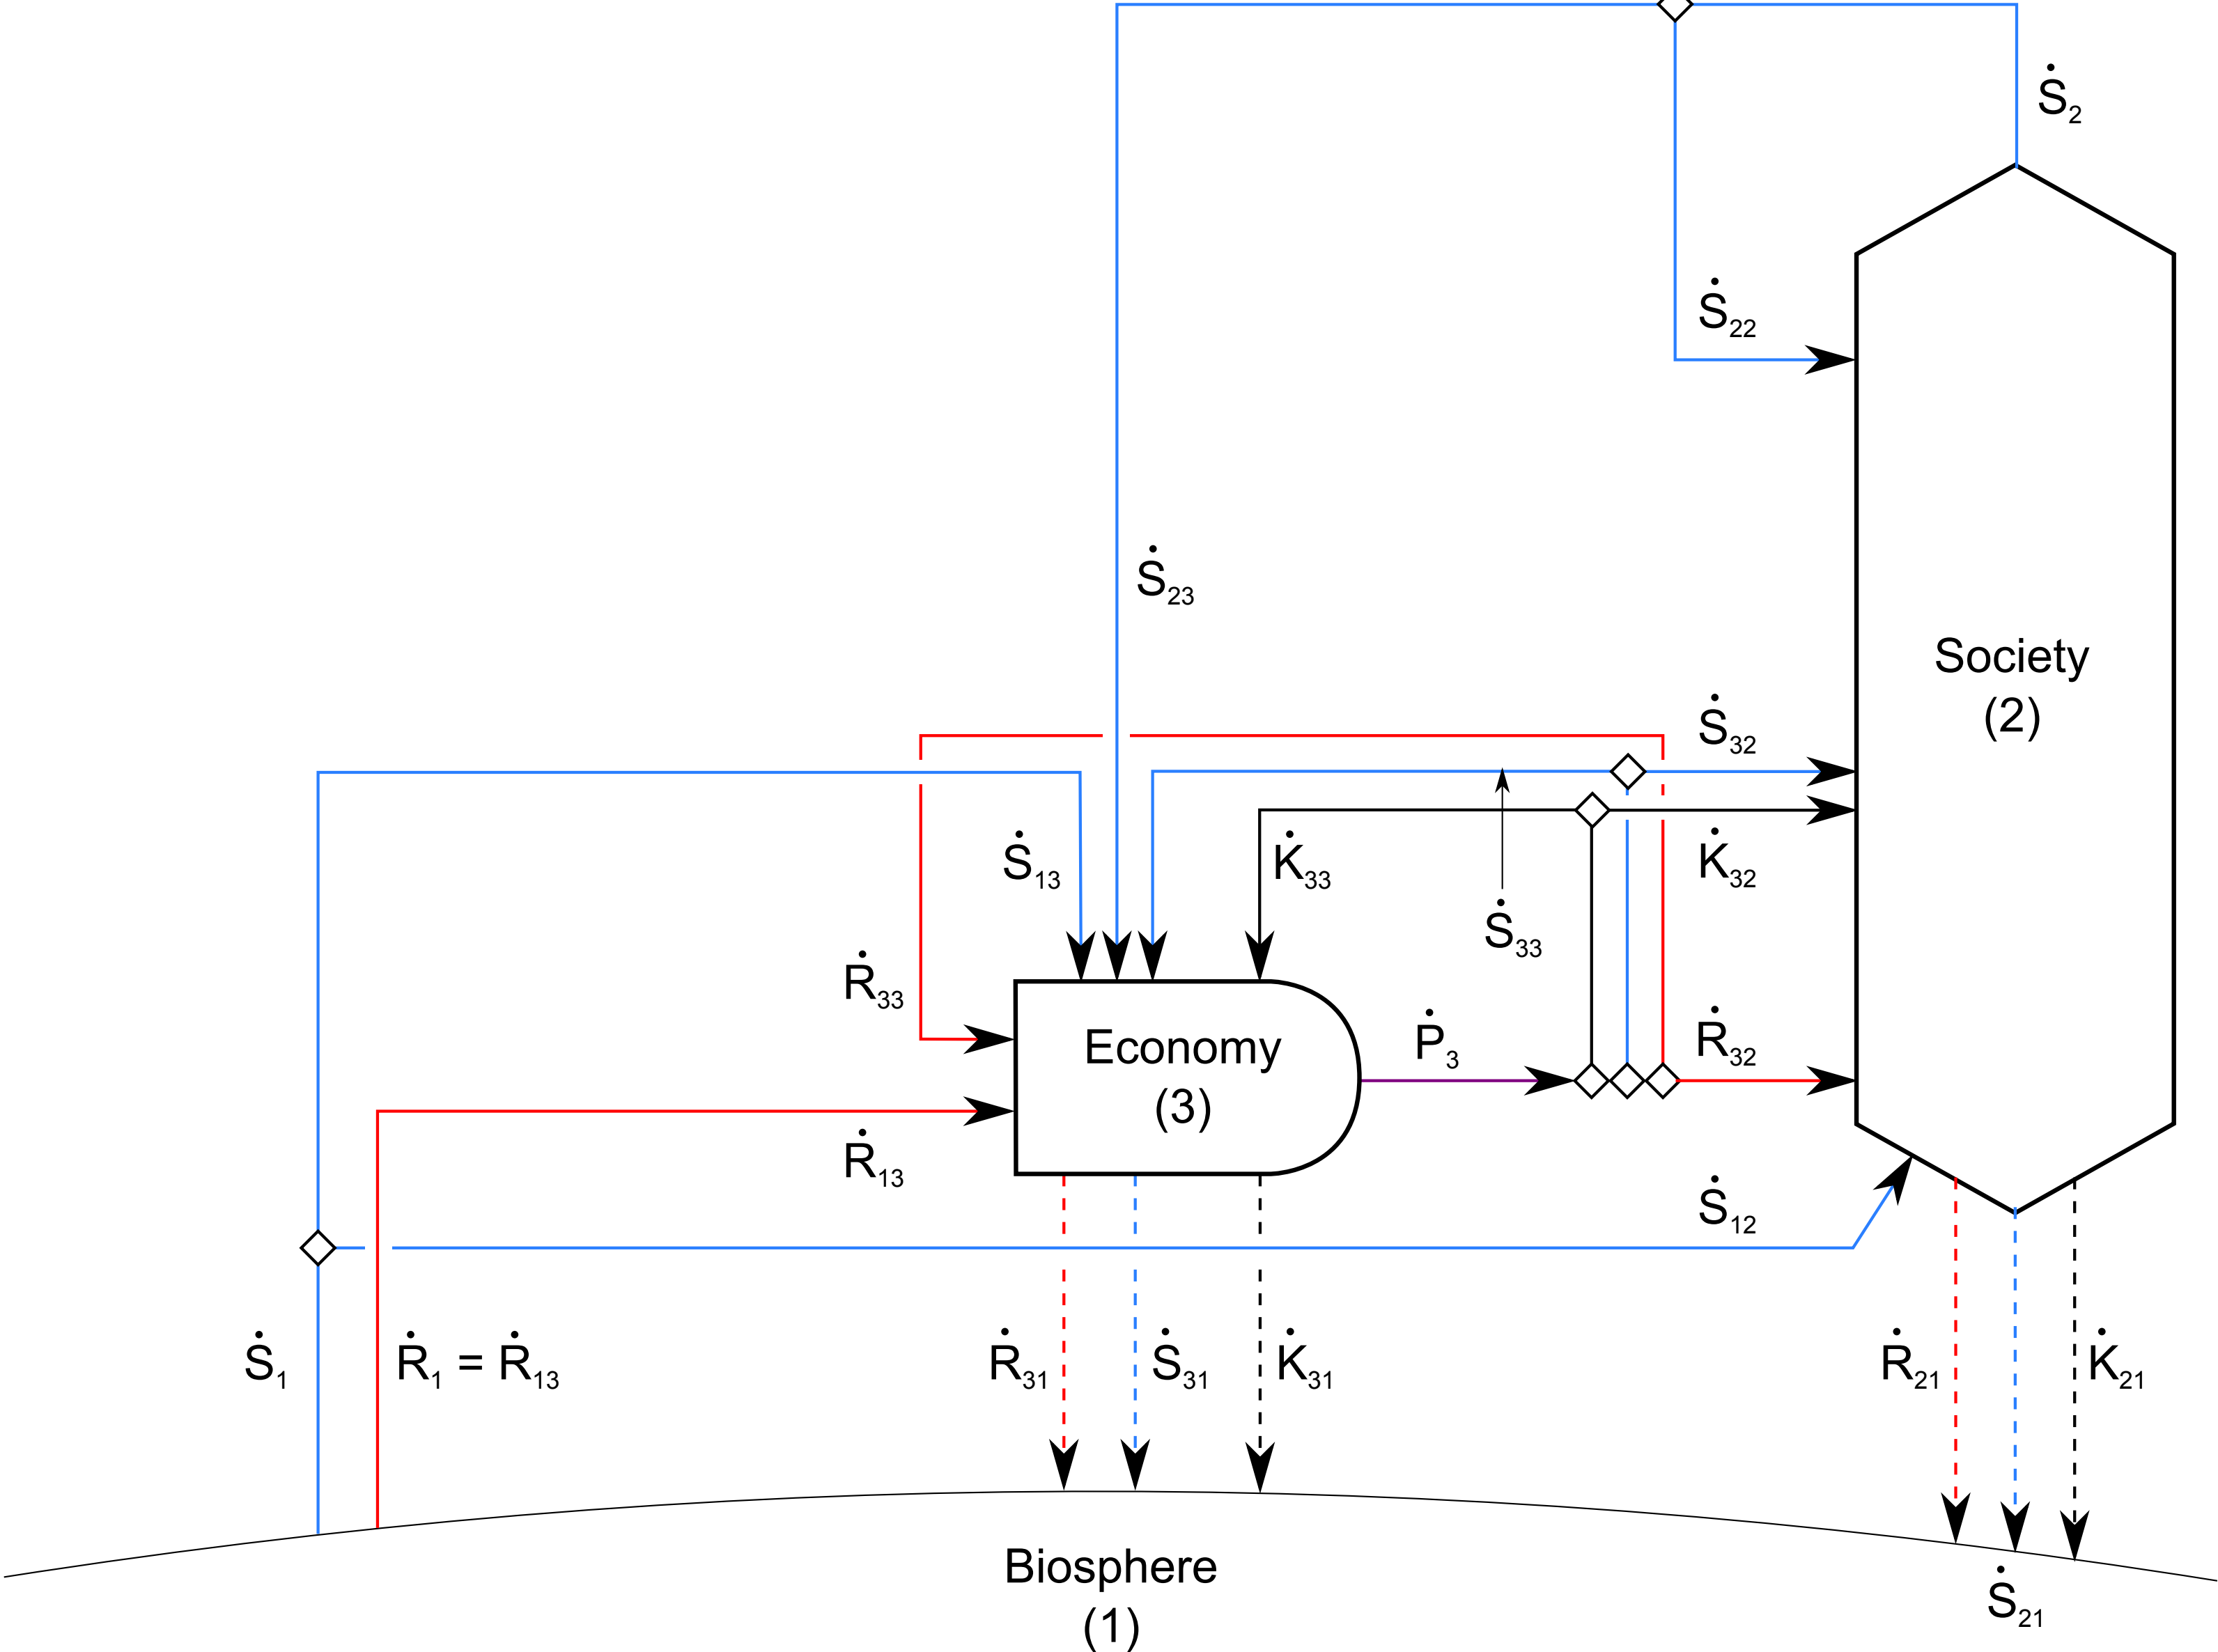 Ṡ₂
Ṡ₂₂
Ṡ₂₃
Society
(2)
Ṡ₃₂
Ṡ₁₃
K̇₃₃
K̇₃₂
Ṡ₃₃
Ṙ₃₃
Economy
(3)
Ṗ₃
Ṙ₃₂
Ṙ₁₃
Ṡ₁₂
Ṡ₁
Ṙ₁ = Ṙ₁₃
Ṙ₃₁
Ṡ₃₁
K̇₃₁
Ṙ₂₁
K̇₂₁
Biosphere
(1)
Ṡ₂₁